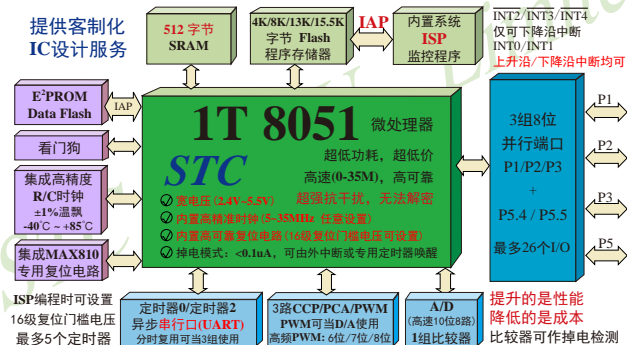 提供客制化
IC设计服务
512 字节
SRAM
4K/8K/13K/15.5K
字节 Flash
程序存储器
IAP
内置系统
ISP
监控程序
INT2/INT3/INT4
仅可下降沿中断
INT0/INT1
上升沿/下降沿中断均可
E²PROM
Data Flash
IAP
看门狗
集成高精度
R/C时钟
±1%温飘
-40℃ ~ +85℃
集成MAX810
专用复位电路
1T 8051 微处理器
STC
超低功耗，超低价
高速(0-35M)，高可靠
宽电压(2.4V~5.5V) 超强抗干扰，无法解密
内置高精准时钟(5~35MHz 任意设置)
内置高可靠复位电路(16级复位门槛电压可设置)
掉电模式：<0.1uA，可由外中断或专用定时器唤醒
3组8位
并行端口
P1/P2/P3
+
P5.4 / P5.5
最多26个I/O
P1
P2
P3
P5
ISP编程时可设置
16级复位门槛电压
最多5个定时器
定时器0/定时器2
异步串行口(UART)
分时复用可当3组使用
3路CCP/PCA/PWM
PWM可当D/A使用
高频PWM: 6位/7位/8位
A/D
(高速10位8路)
1组比较器
提升的是性能
降低的是成本
比较器可作掉电检测